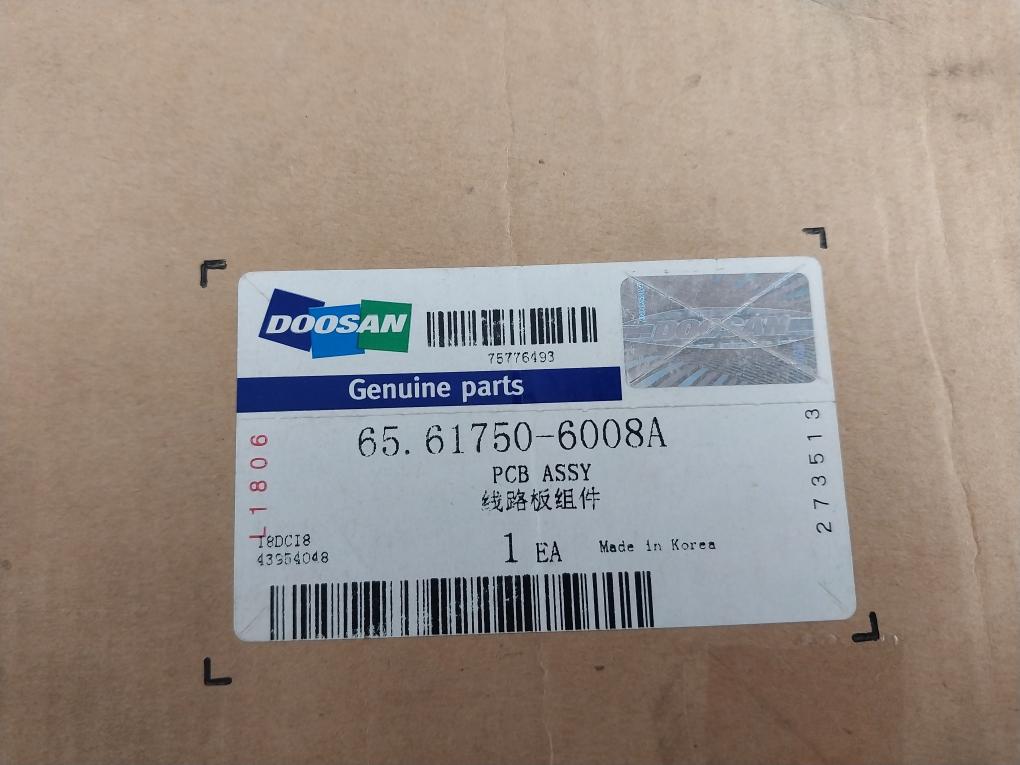 DOOSAN
75776493
DOOSAN
Genuine parts
65.61750-6008A
PCB ASSY
线路板组件
L1806
273513
18DCI8
43954048
1 EA
Made in Korea